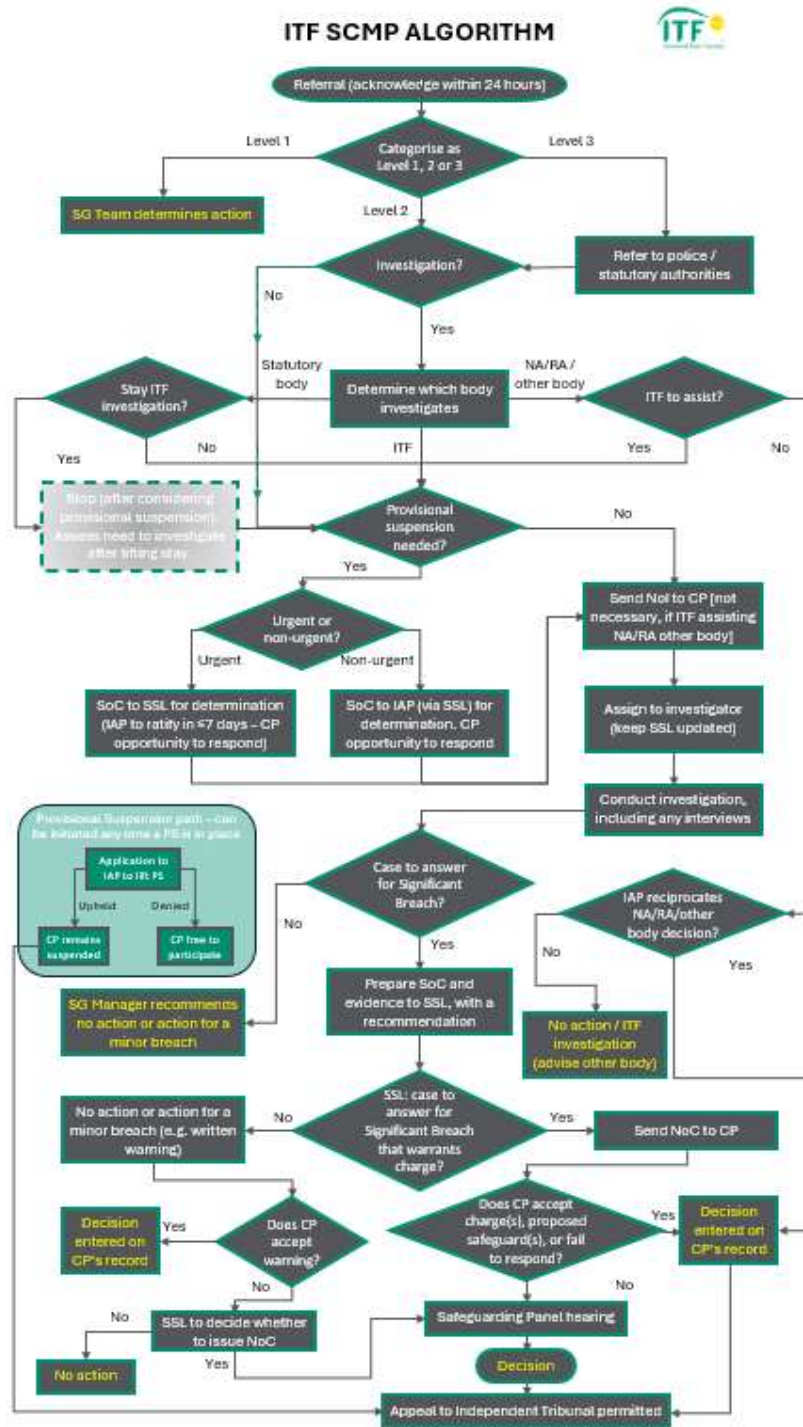 ITF SCMP ALGORITHM
ITF
Referral (acknowledge within 24 hours)
Level 1
Categorise as
Level 1, 2 or 3
Level 3
SG Team determines action
Level 2
Investigation?
Refer to police /
statutory authorities
No
Yes
Stay ITF
investigation?
Statutory
body
Determine which body
investigates
NA/RA /
other body
ITF to assist?
Yes
No
ITF
Yes
No
Stop (after considering
provisional suspension).
Assess need to investigate
after lifting stay
Provisional
suspension
needed?
No
Yes
Urgent or
non-urgent?
Send NoI to CP [not
necessary, if ITF assisting
NA/RA other body]
Urgent
Non-urgent
SoC to SSL for determination
(IAP to ratify in ≤7 days – CP
opportunity to respond)
SoC to IAP (via SSL) for
determination. CP
opportunity to respond
Assign to investigator
(keep SSL updated)
Conduct investigation,
including any interviews
Provisional Suspension path – can
be initiated any time a PS is in place
Application to
IAP to lift PS
Upheld
Denied
CP remains
suspended
CP free to
participate
Case to answer
for Significant
Breach?
No
Yes
IAP reciprocates
NA/RA/other
body decision?
No
Yes
SG Manager recommends
no action or action for a
minor breach
Prepare SoC and
evidence to SSL, with a
recommendation
No action / ITF
investigation
(advise other body)
No action or action for a
minor breach (e.g. written
warning)
No
SSL: case to
answer for
Significant Breach
that warrants
charge?
Yes
Send NoC to CP
Decision
entered on
CP's record
Yes
Does CP
accept
warning?
No
Does CP accept
charge(s), proposed
safeguard(s), or fail
to respond?
Yes
Decision
entered on
CP's record
No
No
SSL to decide whether
to issue NoC
Yes
Safeguarding Panel hearing
No action
Decision
Appeal to Independent Tribunal permitted